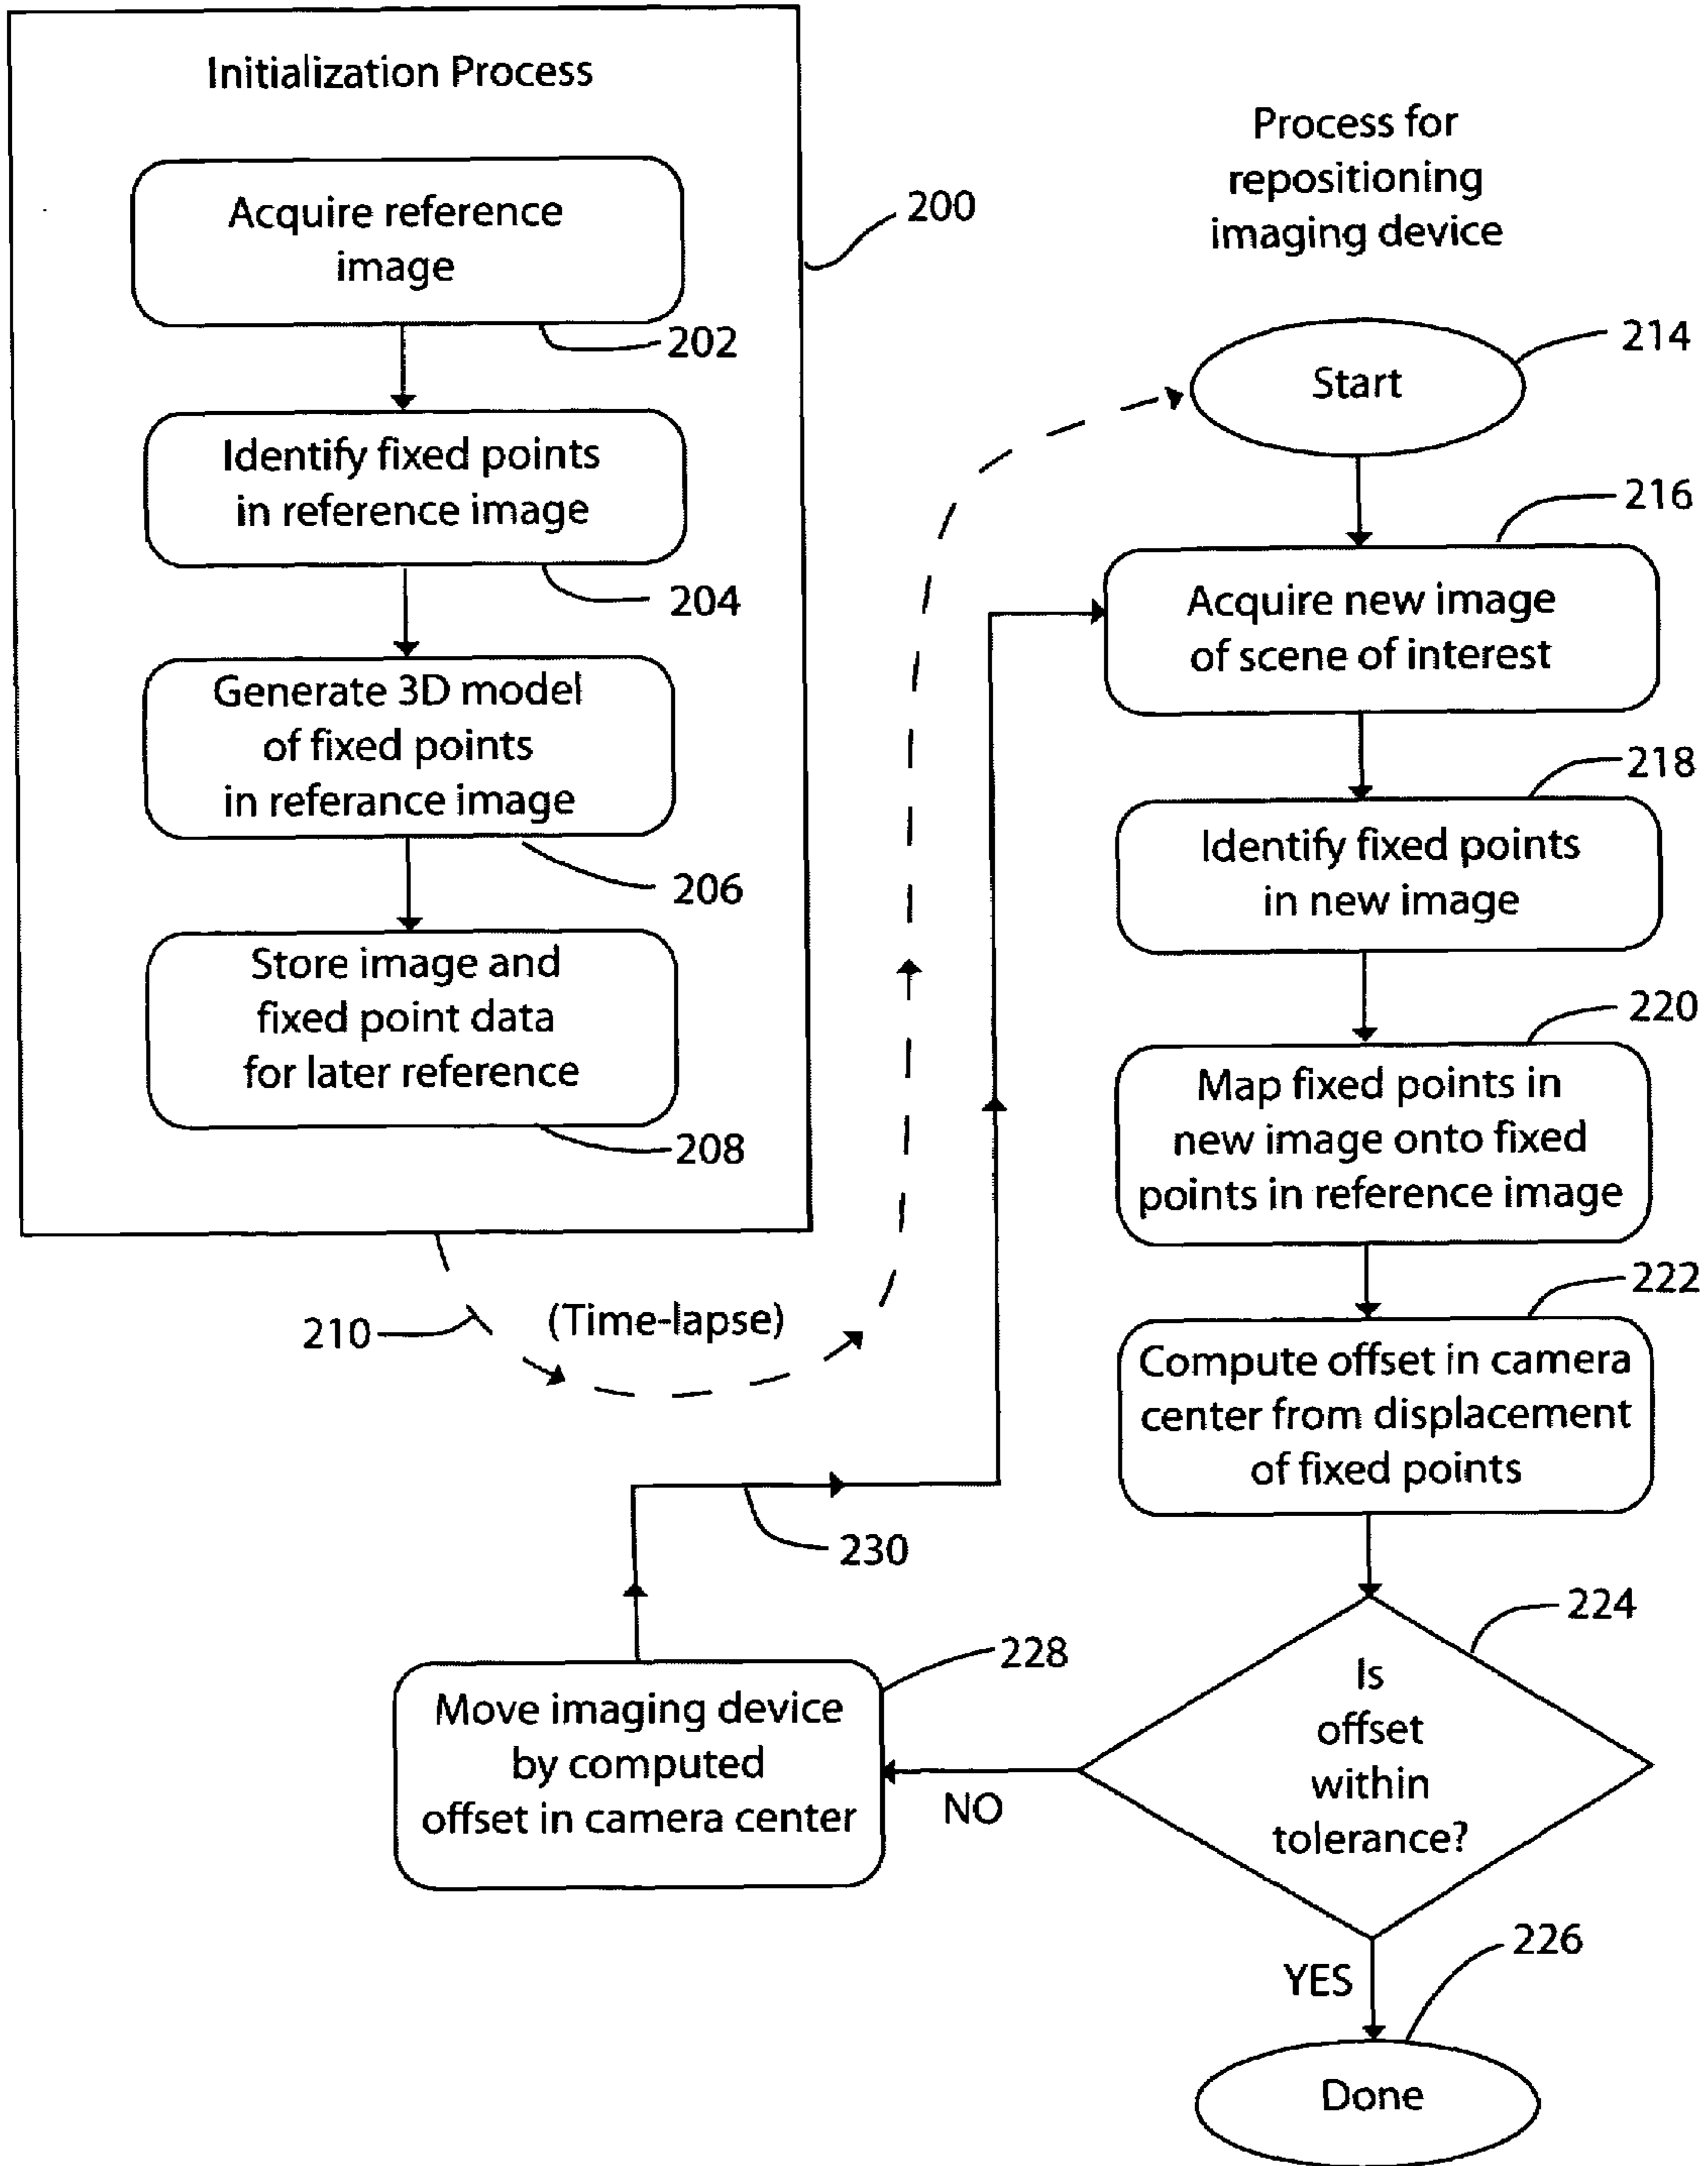 Initialization Process
Acquire reference
image
202
Identify fixed points
in reference image
204
Generate 3D model
of fixed points
in referance image
206
Store image and
fixed point data
for later reference
208
200
210
(Time-lapse)
Process for
repositioning
imaging device
Start
214
216
Acquire new image
of scene of interest
218
Identify fixed points
in new image
220
Map fixed points in
new image onto fixed
points in reference image
222
Compute offset in camera
center from displacement
of fixed points
224
Is
offset
within
tolerance?
NO
228
Move imaging device
by computed
offset in camera center
230
YES
226
Done